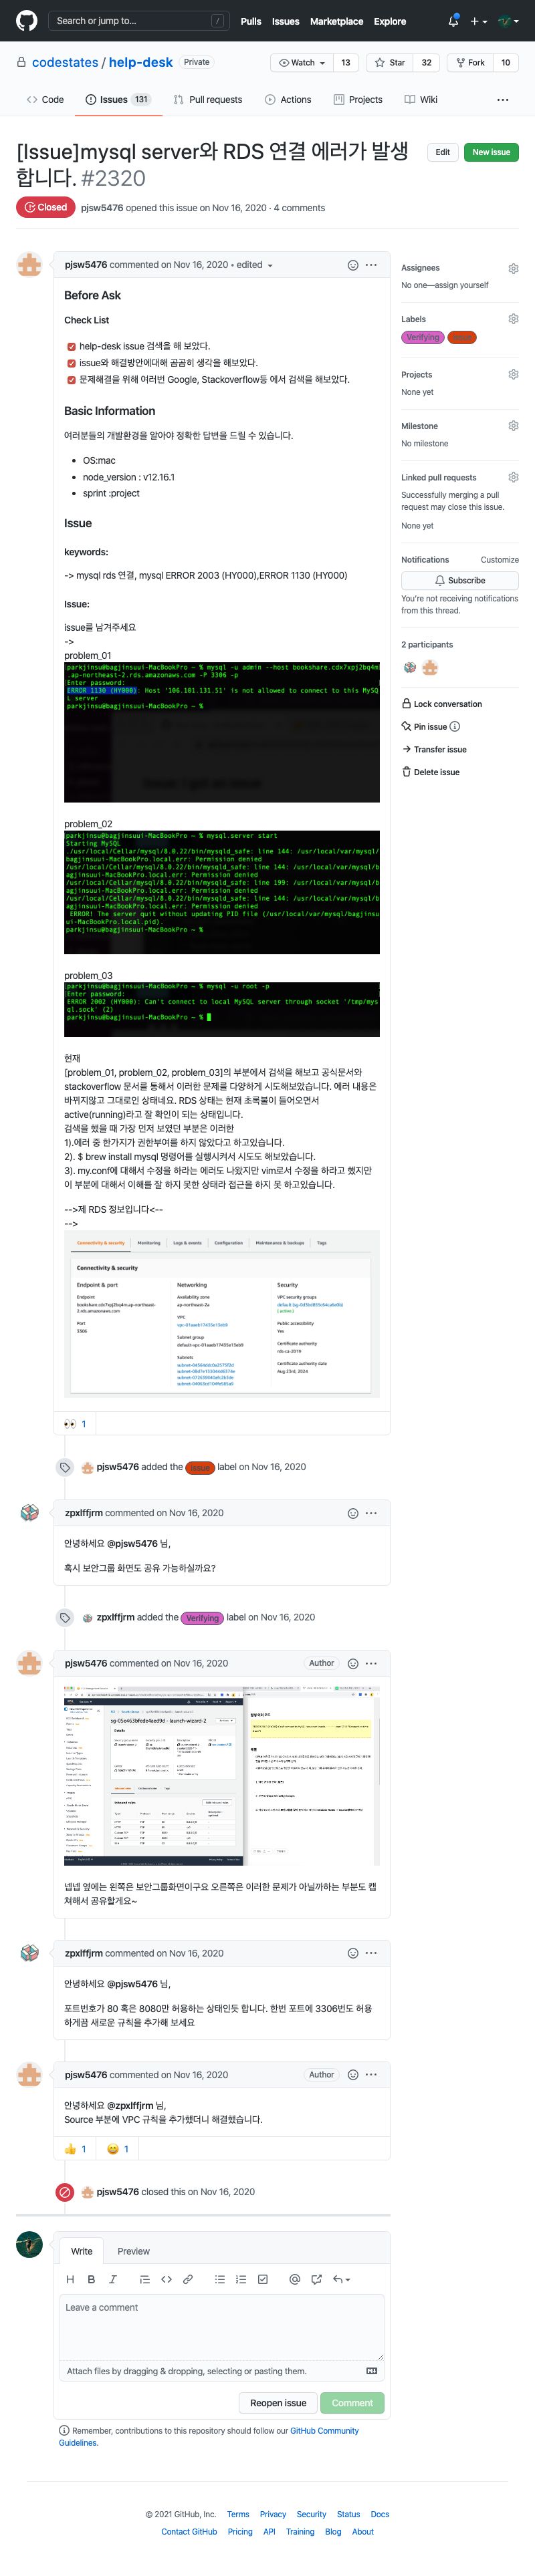 Search or jump to... /
Pulls Issues Marketplace Explore
codestates / help-desk Private
Watch 13 Star 32 Fork 10
Code Issues 131 Pull requests Actions Projects Wiki
[Issue]mysql server와 RDS 연결 에러가 발생
합니다. #2320
Edit New issue
Closed pjsw5476 opened this issue on Nov 16, 2020 · 4 comments
pjsw5476 commented on Nov 16, 2020 • edited
Before Ask
Check List
help-desk issue 검색을 해 보았다.
issue와 해결방안에대해 곰곰히 생각을 해보았다.
문제해결을 위해 여러번 Google, Stackoverflow등 에서 검색을 해보았다.
Basic Information
여러분들의 개발환경을 알아야 정확한 답변을 드릴 수 있습니다.
OS:mac
node_version : v12.16.1
sprint :project
Issue
keywords:
-> mysql rds 연결, mysql ERROR 2003 (HY000),ERROR 1130 (HY000)
Issue:
issue를 남겨주세요
->
problem_01
parkjinsu@bagjinsuui-MacBookPro ~ % mysql -u admin --host bookshare.cdx7xpj2bq4m
.ap-northeast-2.rds.amazonaws.com -P 3306 -p
Enter password:
ERROR 1130 (HY000): Host '106.101.131.51' is not allowed to connect to this MySQ
L server
parkjinsu@bagjinsuui-MacBookPro ~ %
problem_02
parkjinsu@bagjinsuui-MacBookPro ~ % mysql.server start
Starting MySQL
./usr/local/Cellar/mysql/8.0.22/bin/mysqld_safe: line 144: /usr/local/var/mysql/b
agjinsuui-MacBookPro.local.err: Permission denied
/usr/local/Cellar/mysql/8.0.22/bin/mysqld_safe: line 144: /usr/local/var/mysql/b
agjinsuui-MacBookPro.local.err: Permission denied
/usr/local/Cellar/mysql/8.0.22/bin/mysqld_safe: line 199: /usr/local/var/mysql/b
agjinsuui-MacBookPro.local.err: Permission denied
/usr/local/Cellar/mysql/8.0.22/bin/mysqld_safe: line 144: /usr/local/var/mysql/b
agjinsuui-MacBookPro.local.err: Permission denied
ERROR! The server quit without updating PID file (/usr/local/var/mysql/bagjinsu
ui-MacBookPro.local.pid).
parkjinsu@bagjinsuui-MacBookPro ~ %
problem_03
parkjinsu@bagjinsuui-MacBookPro ~ % mysql -u root -p
Enter password:
ERROR 2002 (HY000): Can't connect to local MySQL server through socket '/tmp/mys
ql.sock' (2)
parkjinsu@bagjinsuui-MacBookPro ~ %
현재
[problem_01, problem_02, problem_03]의 부분에서 검색을 해보고 공식문서와
stackoverflow 문서를 통해서 이러한 문제를 다양하게 시도해보았습니다. 에러 내용은
바뀌지않고 그대로인 상태네요. RDS 상태는 현재 초록불이 들어오면서
active(running)라고 잘 확인이 되는 상태입니다.
검색을 했을 때 가장 먼저 보였던 부분은 이러한
1).에러 중 한가지가 권한부여를 하지 않았다고 하고있습니다.
2). $ brew install mysql 명령어를 실행시켜서 시도도 해보았습니다.
3). my.conf에 대해서 수정을 하라는 에러도 나왔지만 vim로서 수정을 하라고 했지만
이 부분에 대해서 이해를 잘 하지 못한 상태라 접근을 하지 못 하고있습니다.
-->제 RDS 정보입니다<--
-->
Connectivity & security Monitoring Logs & events Configuration Maintenance & backups Tags
Connectivity & security
Endpoint & port Networking Security
Endpoint Availability zone VPC security groups
bookshare.cdx7xpj2bq4m.ap-northeast- ap-northeast-2a
2.rds.amazonaws.com ( active )
VPC Public accessibility
Port Yes
3306 Subnet group
Certificate authority
rds-ca-2019
Subnets
Certificate authority date
Aug 23rd, 2024
1
pjsw5476 added the label on Nov 16, 2020
zpxlffjrm commented on Nov 16, 2020
안녕하세요 @pjsw5476 님,
혹시 보안그룹 화면도 공유 가능하실까요?
zpxlffjrm added the Verifying label on Nov 16, 2020
pjsw5476 commented on Nov 16, 2020 Author
넵넵 옆에는 왼쪽은 보안그룹화면이구요 오른쪽은 이러한 문제가 아닐까하는 부분도 캡
쳐해서 공유할게요~
zpxlffjrm commented on Nov 16, 2020
안녕하세요 @pjsw5476 님,
포트번호가 80 혹은 8080만 허용하는 상태인듯 합니다. 한번 포트에 3306번도 허용
하게끔 새로운 규칙을 추가해 보세요
pjsw5476 commented on Nov 16, 2020 Author
안녕하세요 @zpxlffjrm 님,
Source 부분에 VPC 규칙을 추가했더니 해결했습니다.
1 1
pjsw5476 closed this on Nov 16, 2020
Write Preview
Leave a comment
Attach files by dragging & dropping, selecting or pasting them.
Reopen issue Comment
Remember, contributions to this repository should follow our GitHub Community
Guidelines.
Assignees
No one—assign yourself
Labels
Verifying
Projects
None yet
Milestone
No milestone
Linked pull requests
Successfully merging a pull
request may close this issue.
None yet
Notifications Customize
Subscribe
You're not receiving notifications
from this thread.
2 participants
Lock conversation
Pin issue
Transfer issue
Delete issue
© 2021 GitHub, Inc. Terms Privacy Security Status Docs
Contact GitHub Pricing API Training Blog About